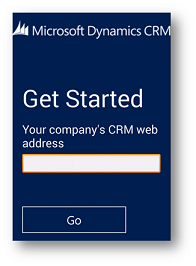 Microsoft Dynamics CRM
Get Started
Your company's CRM web
address
Go